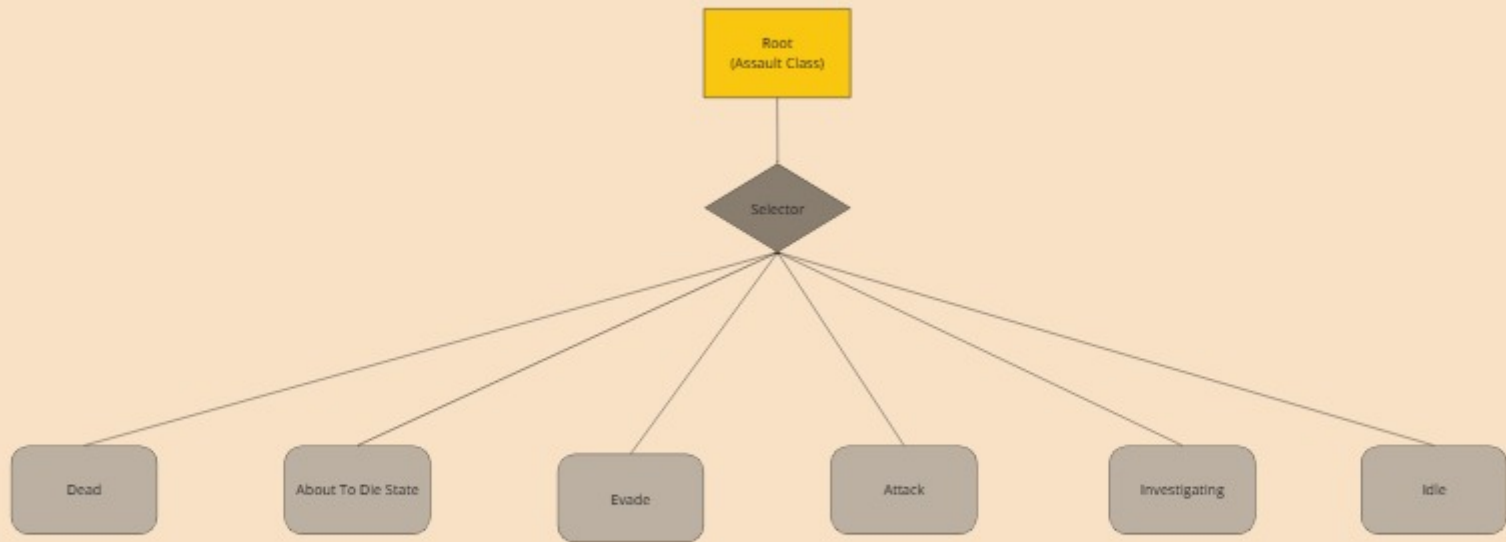 Root
(Assault Class)
Selector
Dead
About To Die State
Evade
Attack
Investigating
Idle